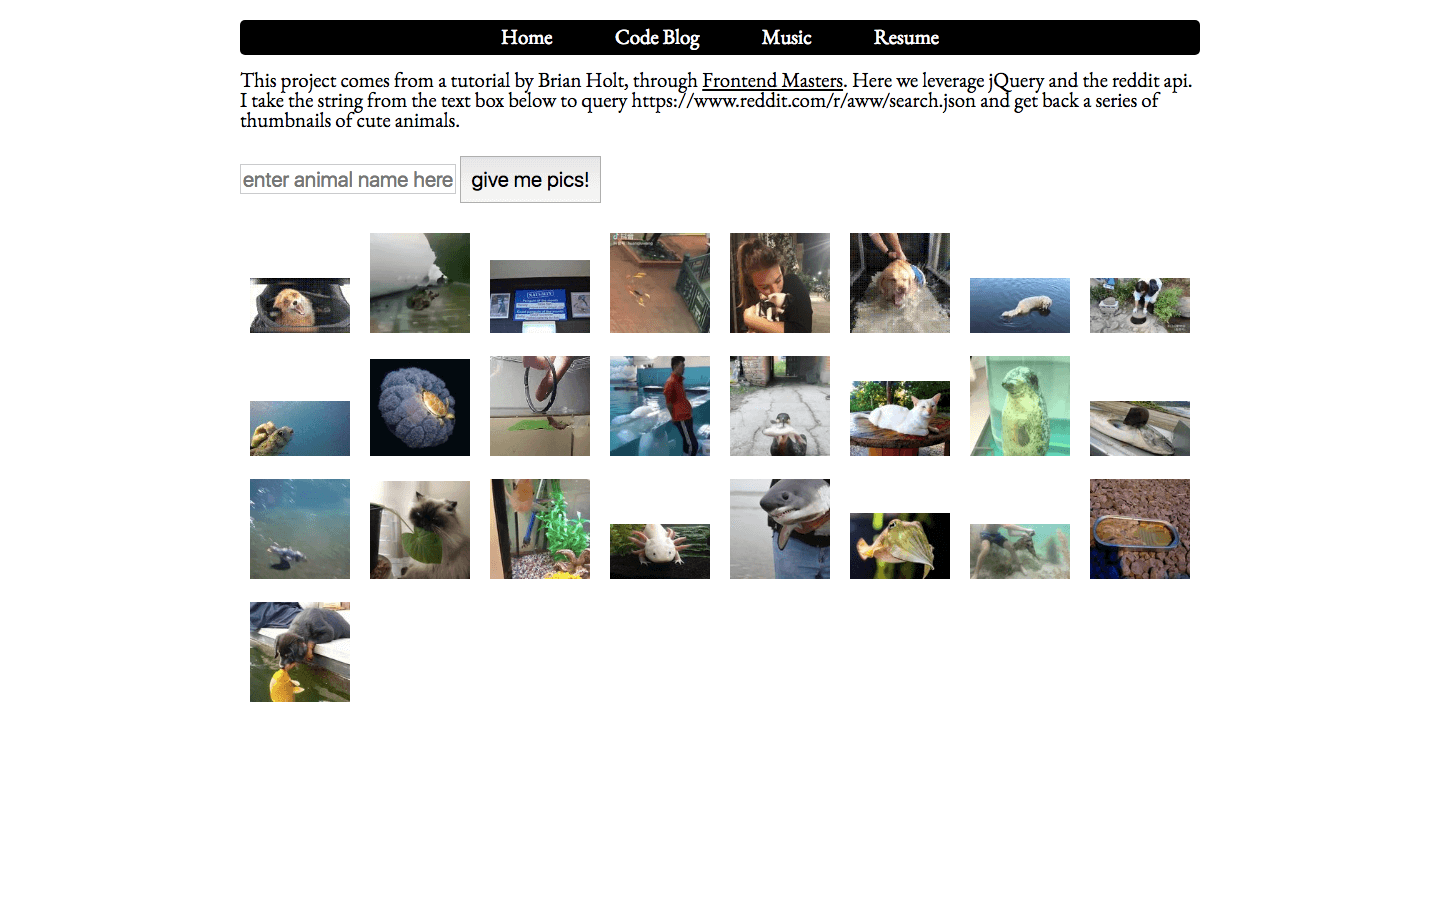 Home Code Blog Music Resume
This project comes from a tutorial by Brian Holt, through Frontend Masters. Here we leverage jQuery and the reddit api.
I take the string from the text box below to query https://www.reddit.com/r/aww/search.json and get back a series of
thumbnails of cute animals.
enter animal name here give me pics!